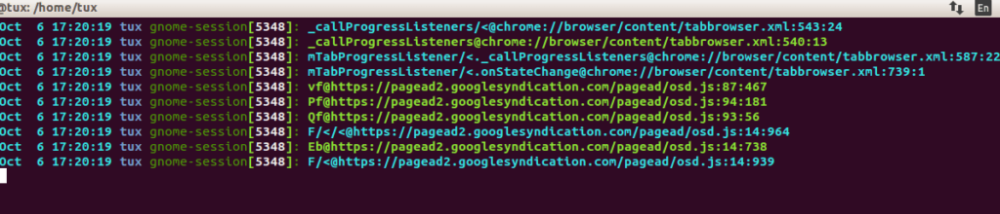 @tux: /home/tux
En
Oct  6 17:20:19 tux gnome-session[5348]: _callProgressListeners/<@chrome://browser/content/tabbrowser.xml:543:24
Oct  6 17:20:19 tux gnome-session[5348]: _callProgressListeners@chrome://browser/content/tabbrowser.xml:540:13
Oct  6 17:20:19 tux gnome-session[5348]: mTabProgressListener/<._callProgressListeners@chrome://browser/content/tabbrowser.xml:587:22
Oct  6 17:20:19 tux gnome-session[5348]: mTabProgressListener/<.onStateChange@chrome://browser/content/tabbrowser.xml:739:1
Oct  6 17:20:19 tux gnome-session[5348]: vf@https://pagead2.googlesyndication.com/pagead/osd.js:87:467
Oct  6 17:20:19 tux gnome-session[5348]: Pf@https://pagead2.googlesyndication.com/pagead/osd.js:94:181
Oct  6 17:20:19 tux gnome-session[5348]: Qf@https://pagead2.googlesyndication.com/pagead/osd.js:93:56
Oct  6 17:20:19 tux gnome-session[5348]: F/</<@https://pagead2.googlesyndication.com/pagead/osd.js:14:964
Oct  6 17:20:19 tux gnome-session[5348]: Eb@https://pagead2.googlesyndication.com/pagead/osd.js:14:738
Oct  6 17:20:19 tux gnome-session[5348]: F/<@https://pagead2.googlesyndication.com/pagead/osd.js:14:939